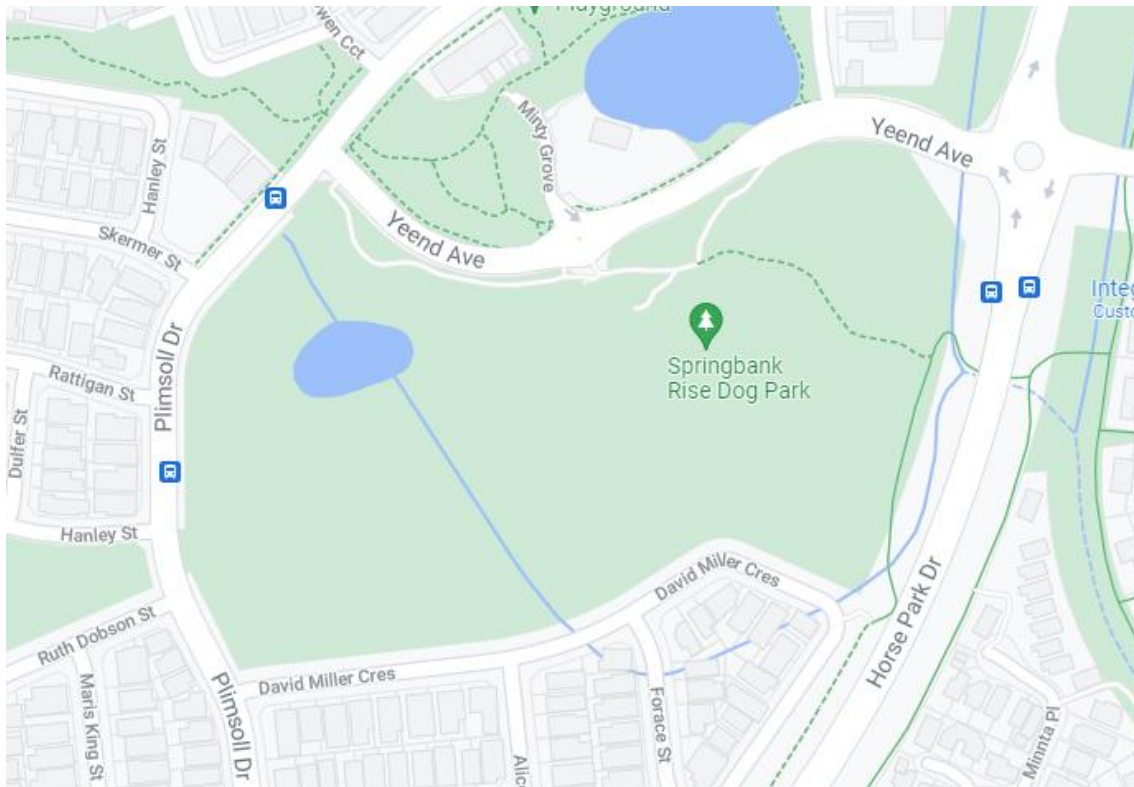 Playground
wen Cct
Minty Grove
Yeend Ave
Hanley St
Skermer St
Yeend Ave
Integ
Custo
Plimsoll Dr
Springbank
Rise Dog Park
Rattigan St
Dulfer St
Hanley St
David Miller Cres
Ruth Dobson St
Horse Park Dr
David Miller Cres
Maris King St
Plimsoll Dr
Forace St
Minnta Pl
Alice